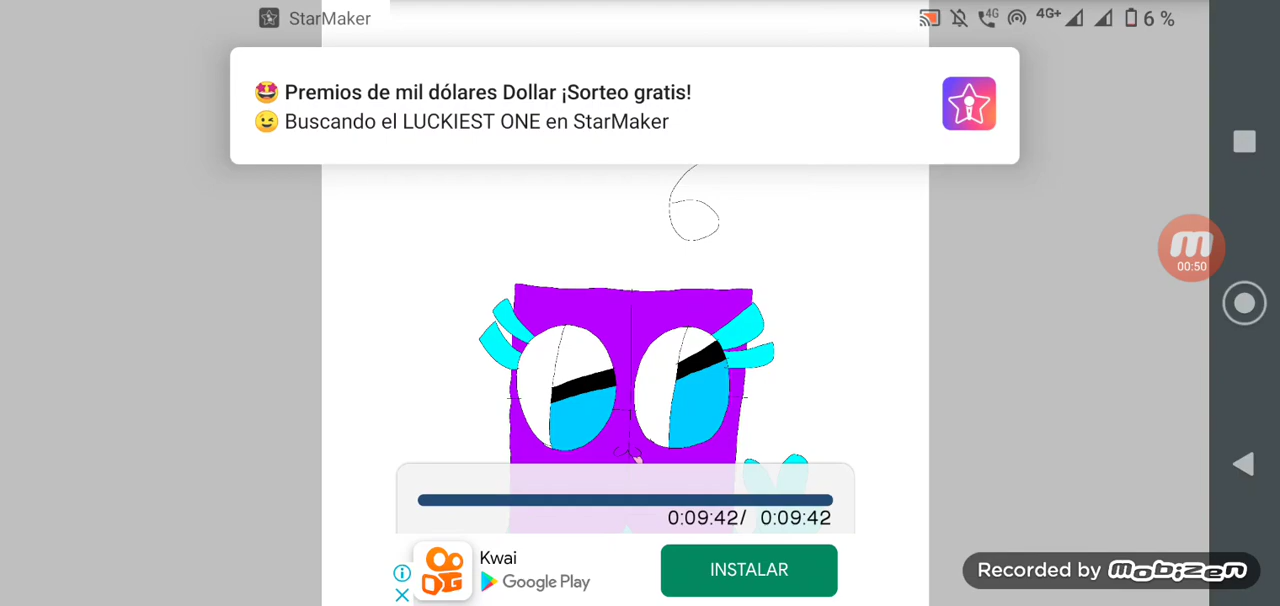 StarMaker
4G 4G+ 6 %
🤩 Premios de mil dólares Dollar ¡Sorteo gratis!
😉 Buscando el LUCKIEST ONE en StarMaker
00:50
0:09:42/ 0:09:42
Kwai
Google Play
INSTALAR
Recorded by mobizen